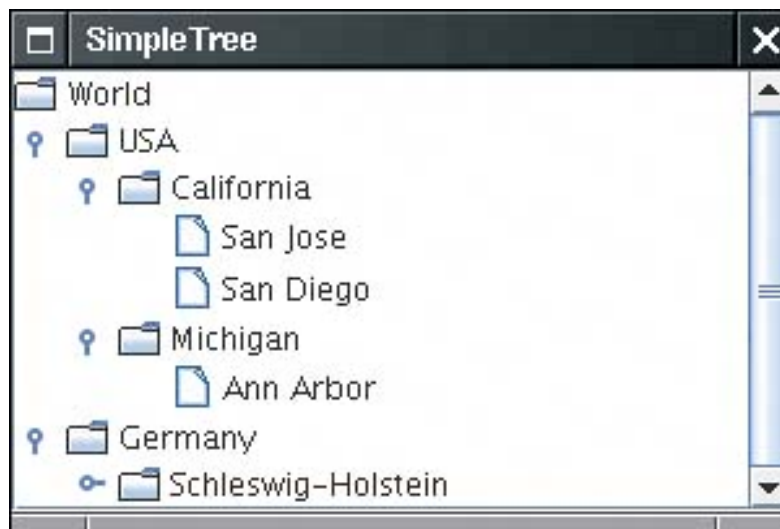 SimpleTree
World
USA
California
San Jose
San Diego
Michigan
Ann Arbor
Germany
Schleswig-Holstein